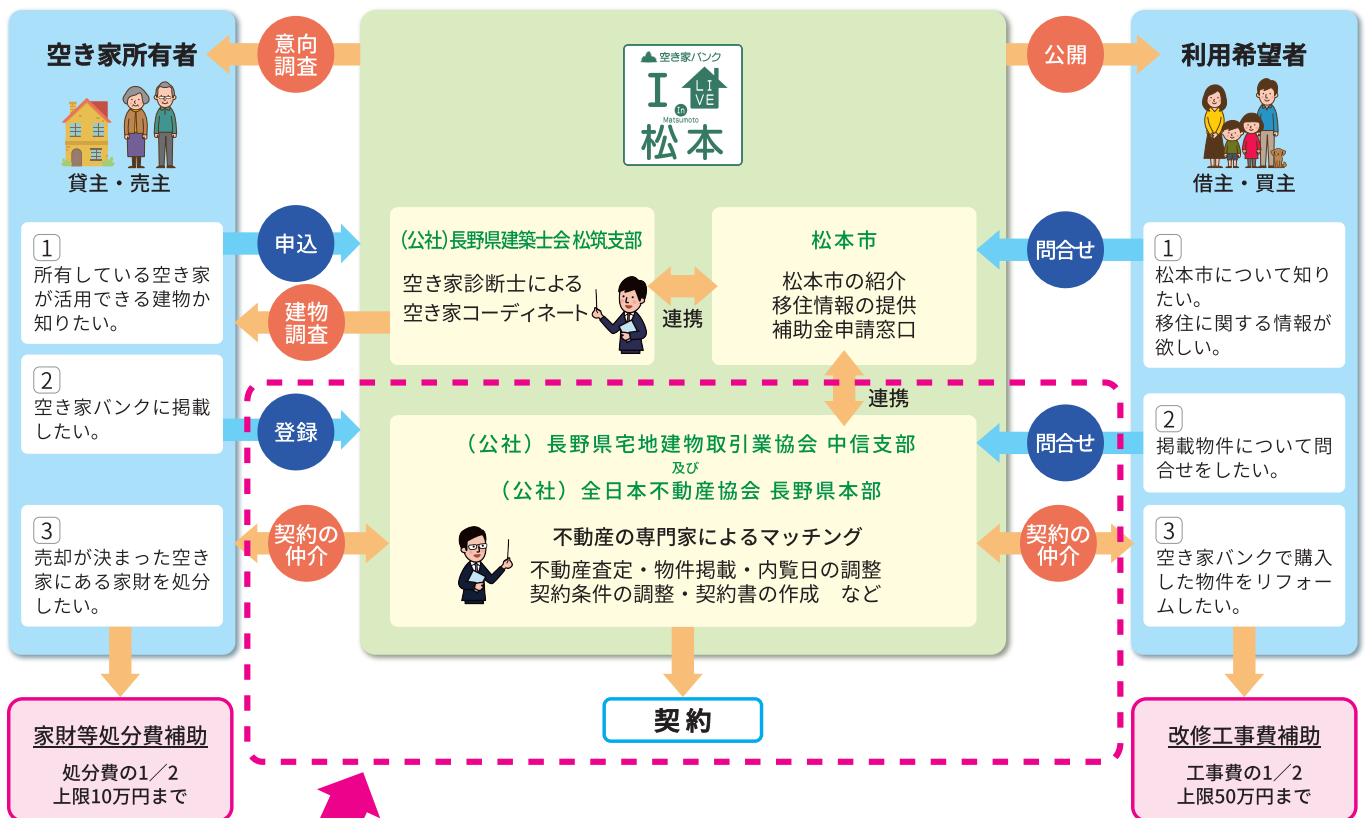 空き家所有者
貸主・売主
1
所有している空き家
が活用できる建物か
知りたい。
2
空き家バンクに掲載
したい。
3
売却が決まった空き
家にある家財を処分
したい。
家財等処分費補助
処分費の1／2
上限10万円まで
意向
調査
申込
建物
調査
登録
契約の
仲介
空き家バンク
I LIVE
In
Matsumoto
松本
（公社）長野県建築士会 松筑支部
空き家診断士による
空き家コーディネート
連携
松本市
松本市の紹介
移住情報の提供
補助金申請窓口
連携
（公社）長野県宅地建物取引業協会 中信支部
及び
（公社）全日本不動産協会 長野県本部
不動産の専門家によるマッチング
不動産査定・物件掲載・内覧日の調整
契約条件の調整・契約書の作成　など
契約
公開
問合せ
問合せ
契約の
仲介
利用希望者
借主・買主
1
松本市について知り
たい。
移住に関する情報が
欲しい。
2
掲載物件について問
合せをしたい。
3
空き家バンクで購入
した物件をリフォー
ムしたい。
改修工事費補助
工事費の1／2
上限50万円まで